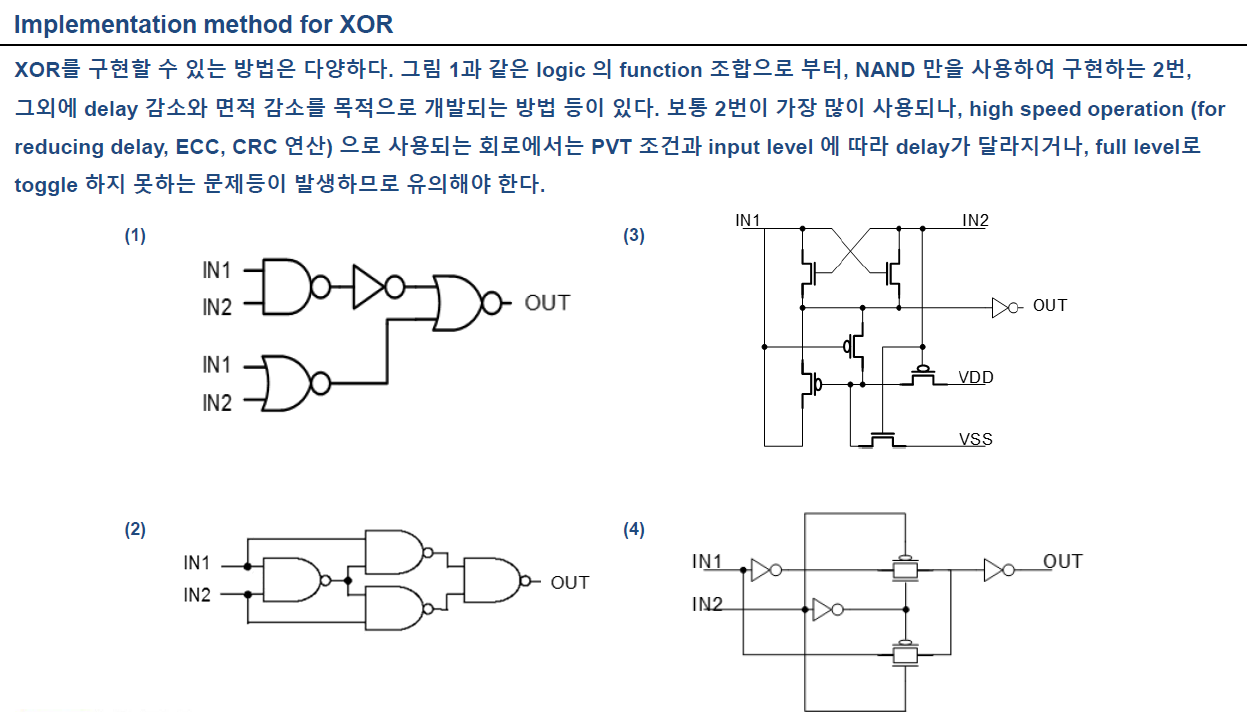 Implementation method for XOR
XOR를 구현할 수 있는 방법은 다양하다. 그림 1과 같은 logic 의 function 조합으로 부터, NAND 만을 사용하여 구현하는 2번,
그외에 delay 감소와 면적 감소를 목적으로 개발되는 방법 등이 있다. 보통 2번이 가장 많이 사용되나, high speed operation (for
reducing delay, ECC, CRC 연산) 으로 사용되는 회로에서는 PVT 조건과 input level 에 따라 delay가 달라지거나, full level로
toggle 하지 못하는 문제등이 발생하므로 유의해야 한다.
(1)
IN1
IN2
OUT
IN1
IN2
(3)
IN1
IN2
OUT
VDD
VSS
(2)
IN1
IN2
OUT
(4)
IN1
OUT
IN2